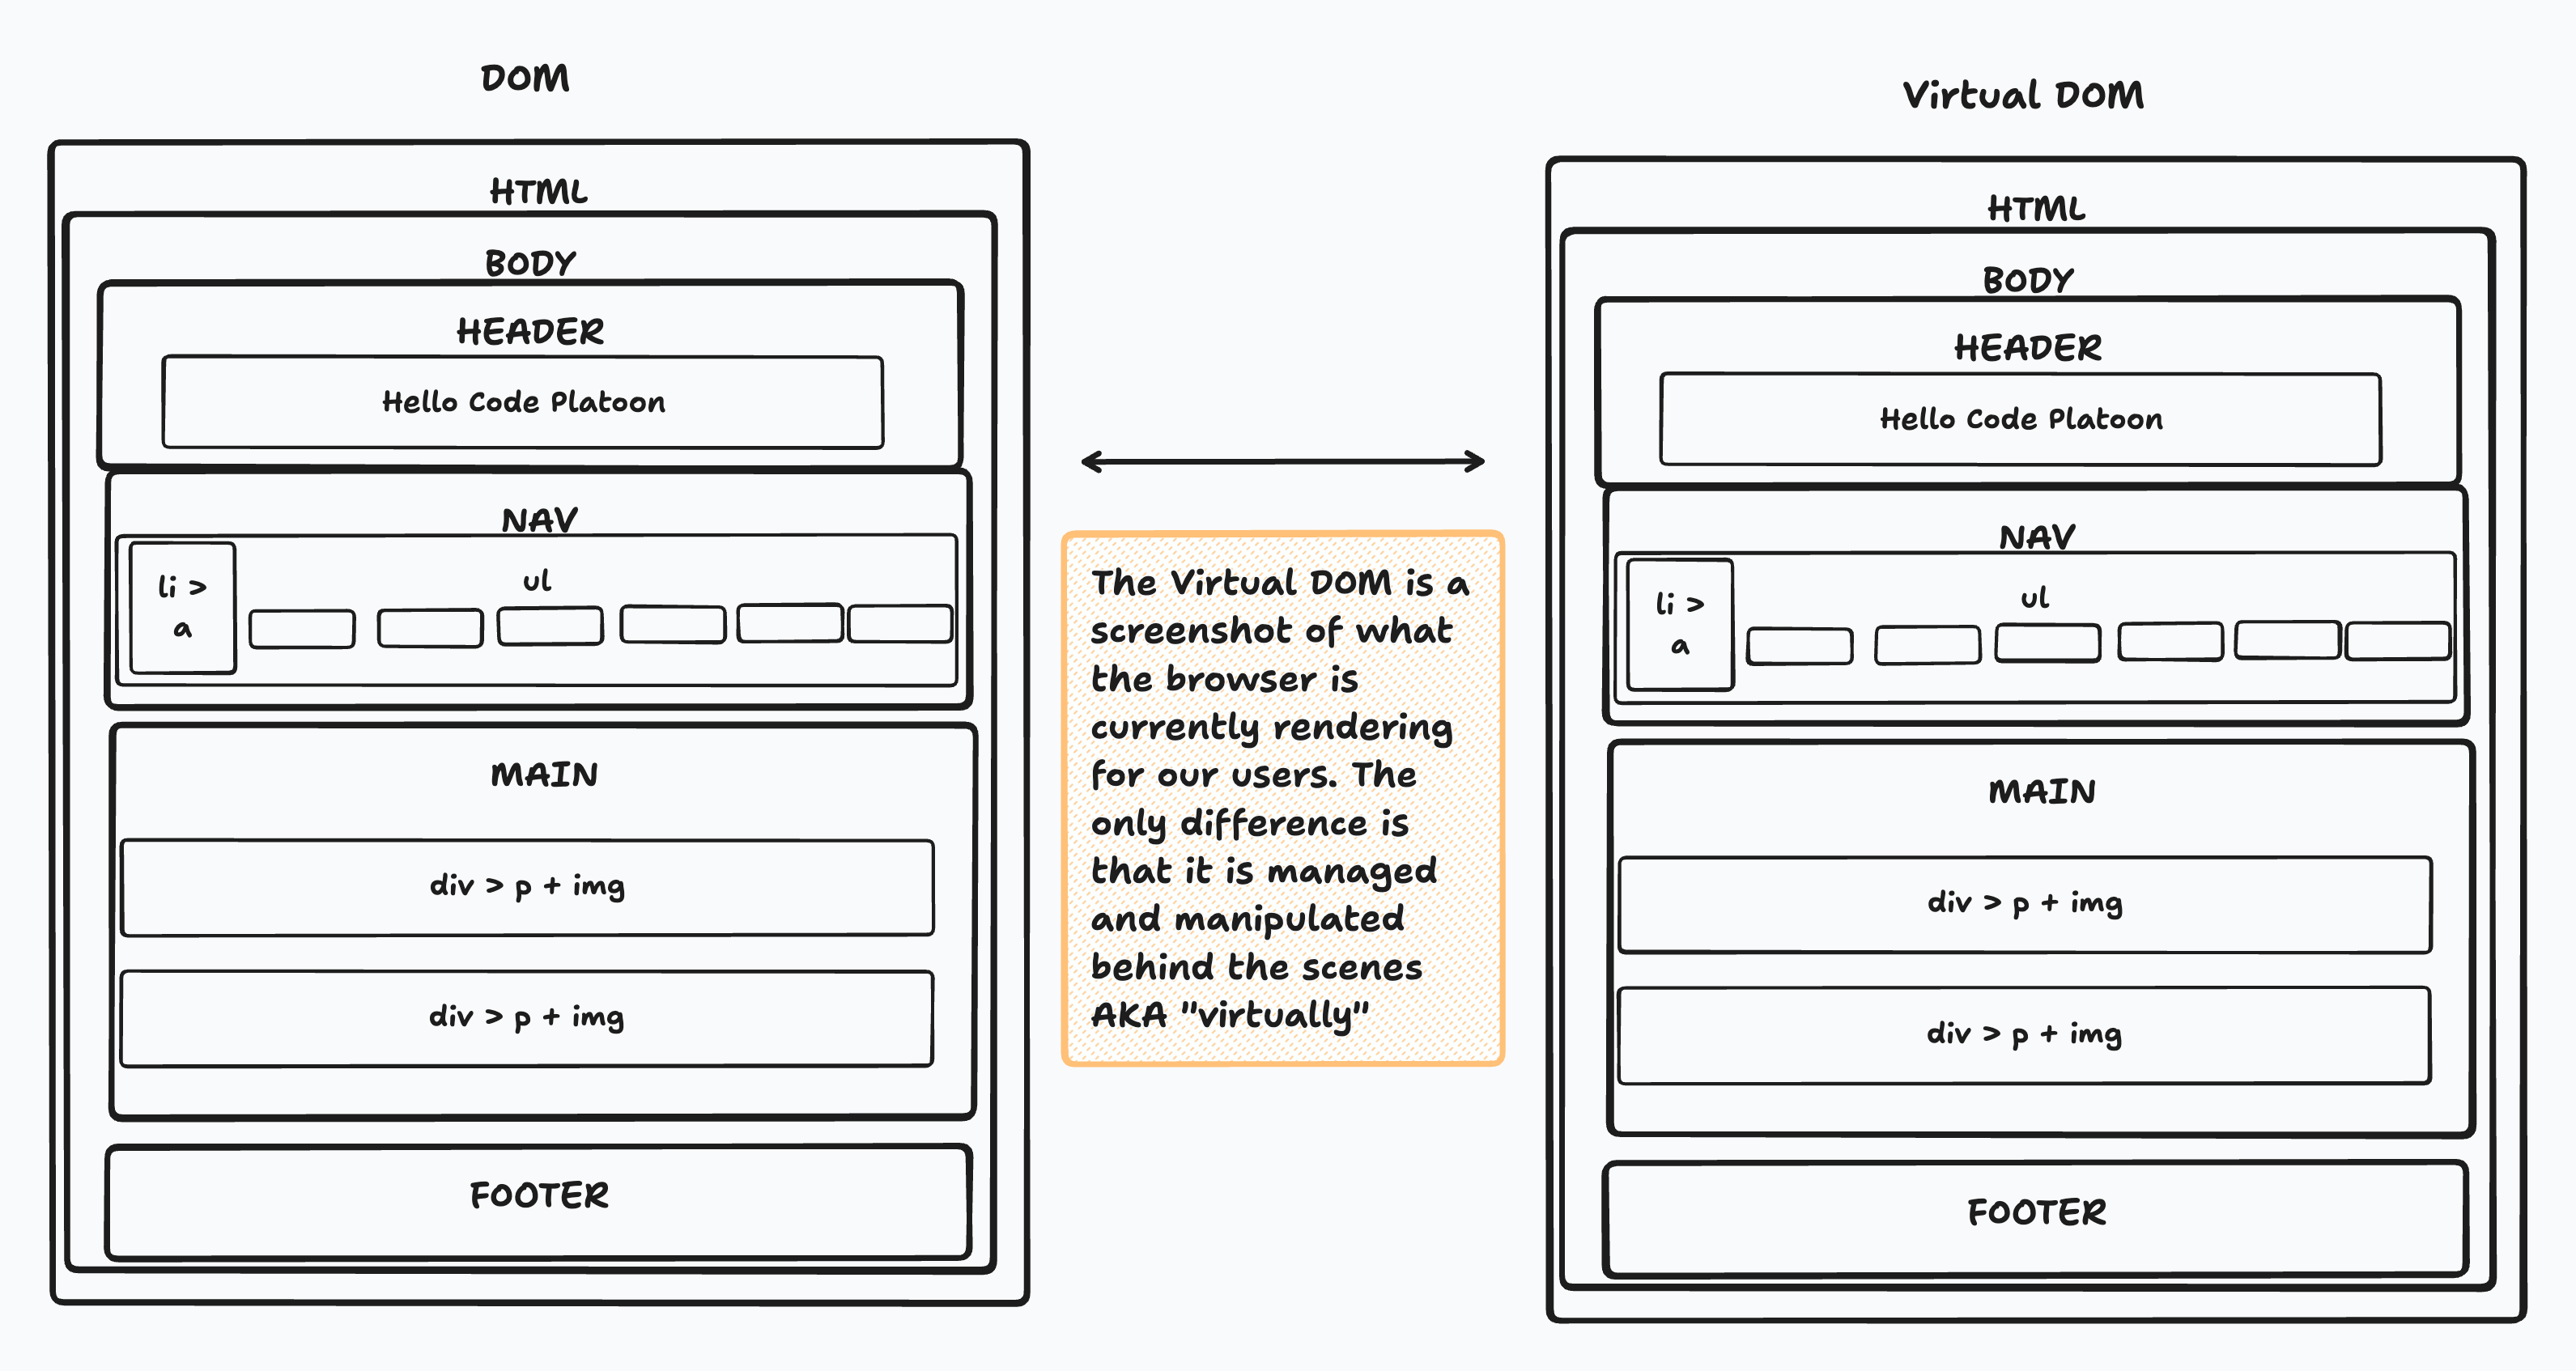 DOM
HTML
BODY
HEADER
Hello Code Platoon
NAV
ul
li >
a
MAIN
div > p + img
div > p + img
FOOTER
The Virtual DOM is a
screenshot of what
the browser is
currently rendering
for our users. The
only difference is
that it is managed
and manipulated
behind the scenes
AKA "virtually"
Virtual DOM
HTML
BODY
HEADER
Hello Code Platoon
NAV
ul
li >
a
MAIN
div > p + img
div > p + img
FOOTER